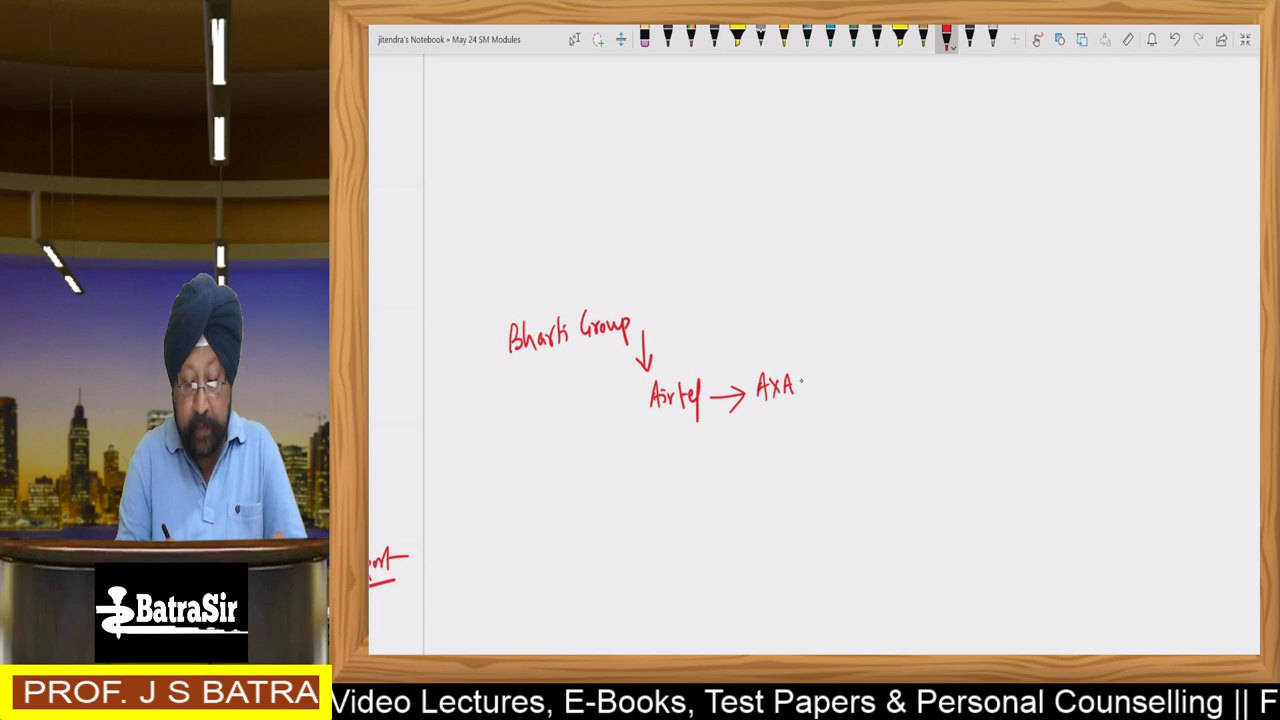 jitendra's Notebook » May 24 SM Modules
Bharti Group
Airtel → AXA
BatraSir
PROF. J S BATRA
Video Lectures, E-Books, Test Papers & Personal Counselling || F